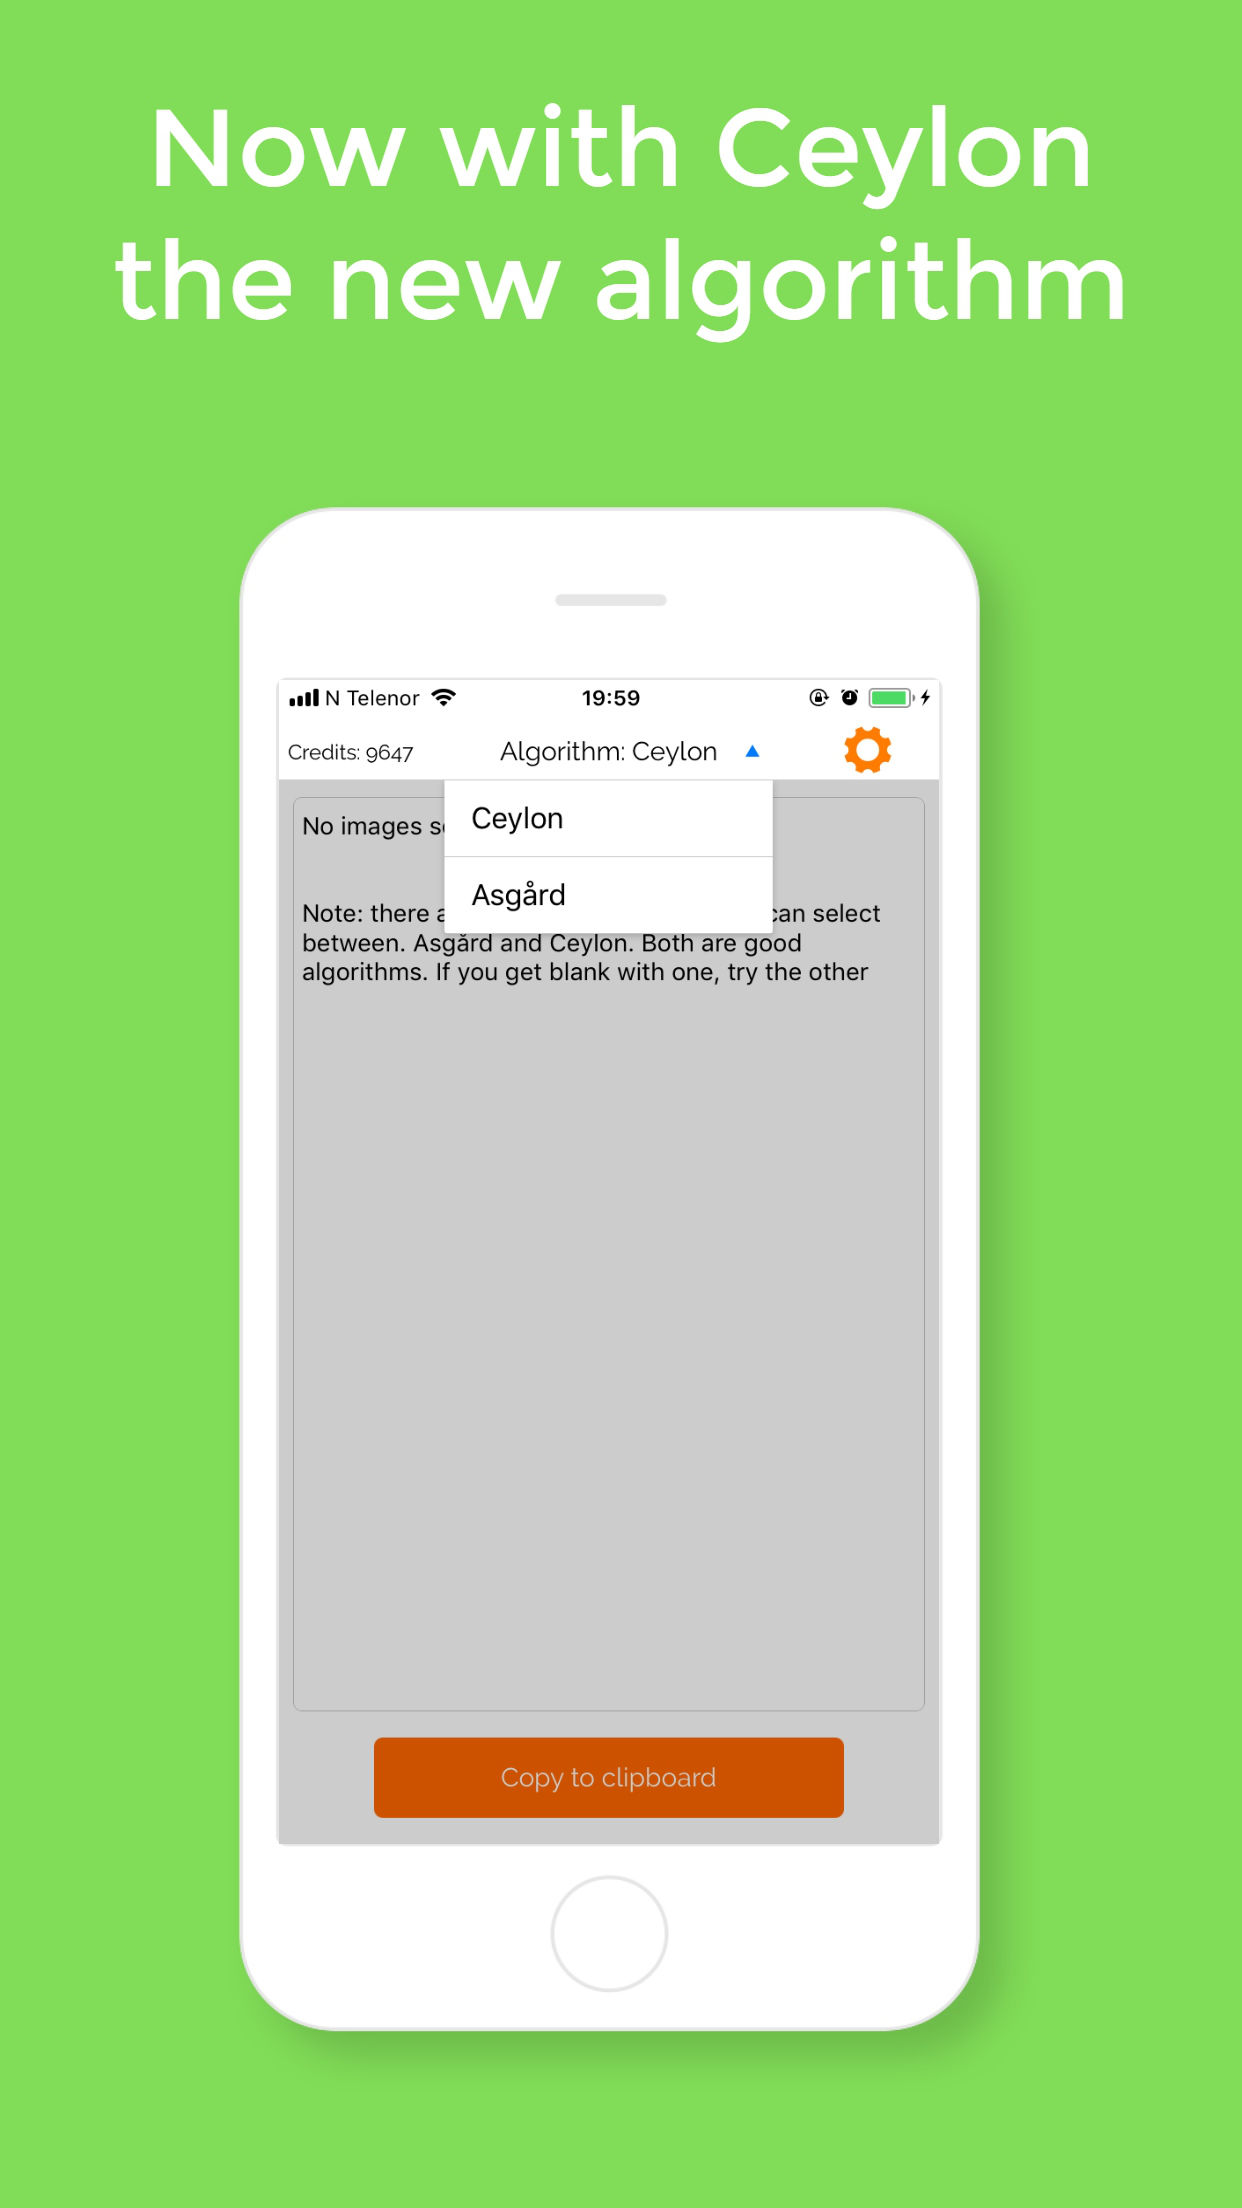 Now with Ceylon
the new algorithm
N Telenor 19:59
Credits: 9647 Algorithm: Ceylon
Ceylon
No images
Asgård
Note: there can select
between. Asgård and Ceylon. Both are good
algorithms. If you get blank with one, try the other
Copy to clipboard